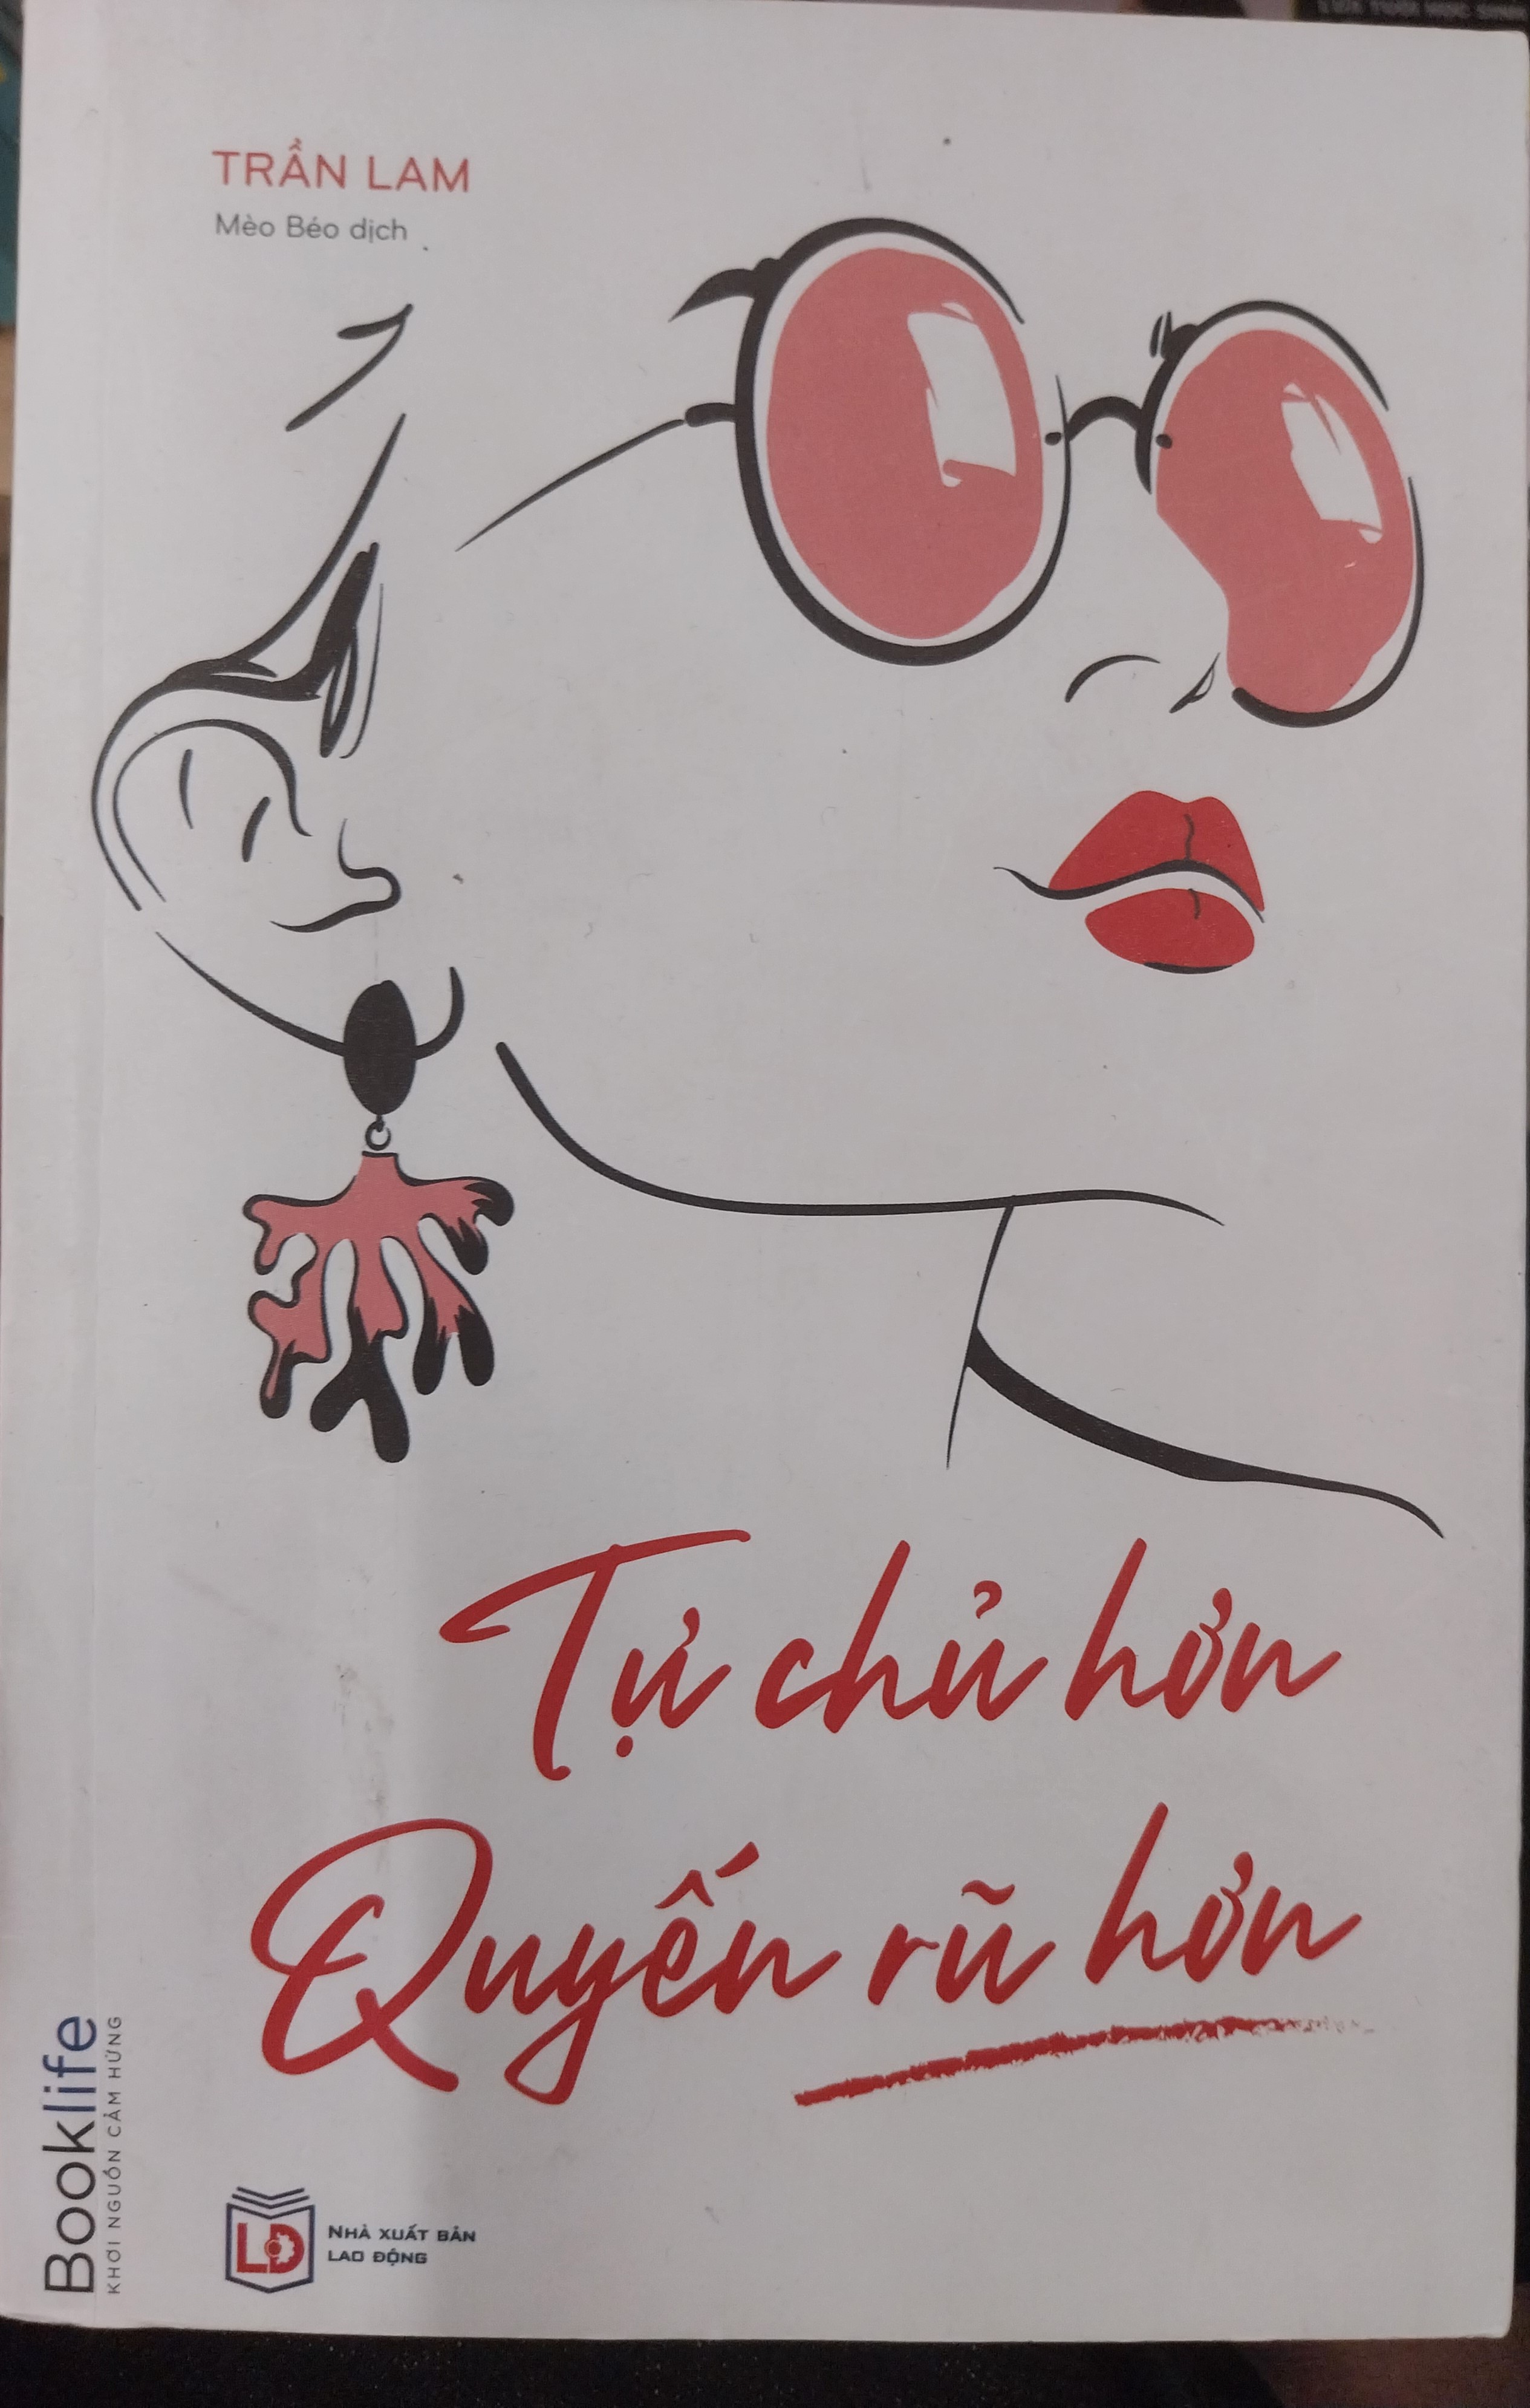 TRẦN LAM
Mèo Béo dịch
Tự chủ hơn
Quyến rũ hơn
Booklife
KHƠI NGUỒN CẢM HỨNG
LĐ
NHÀ XUẤT BẢN
LAO ĐỘNG